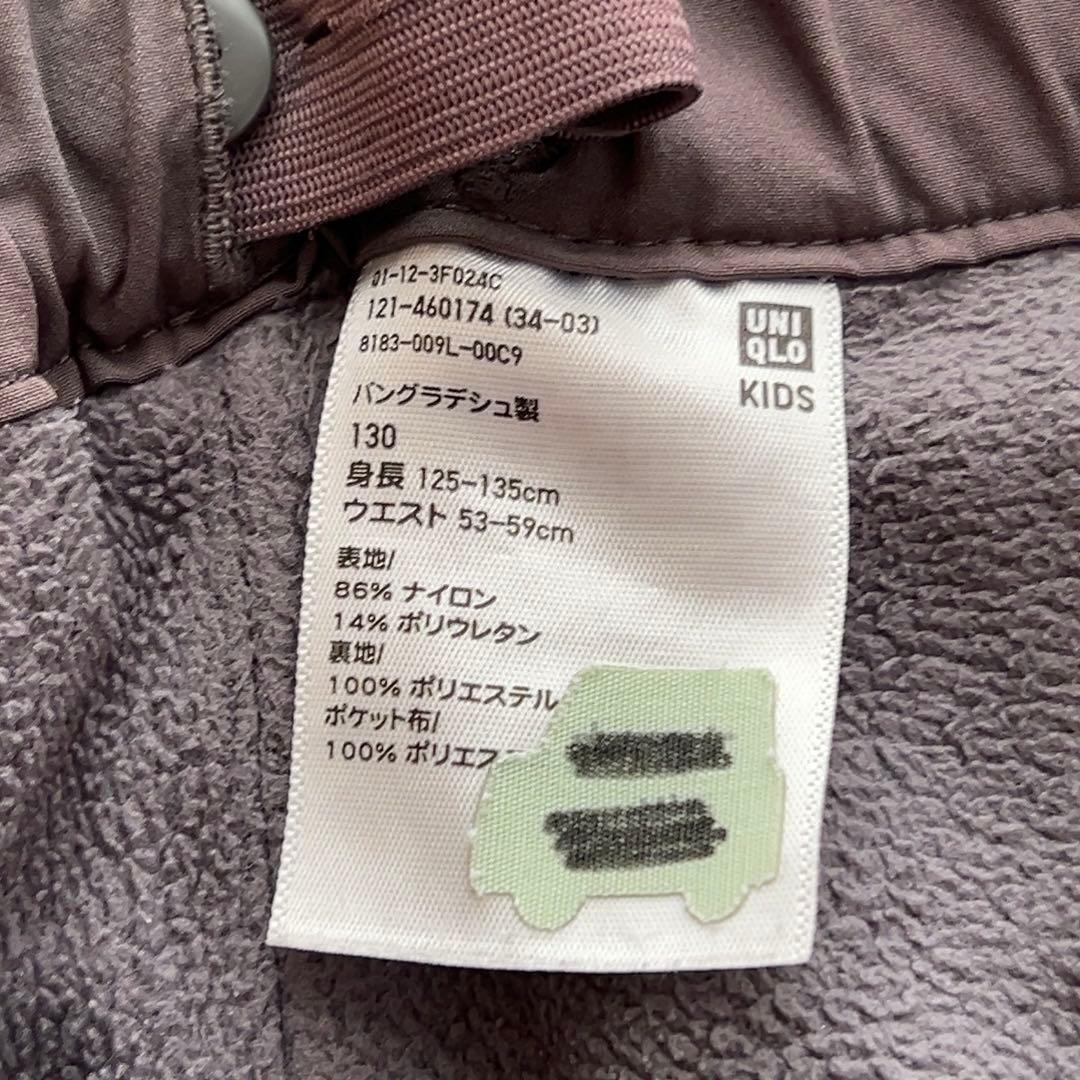 01-12-3F024C
121-460174 (34-03)
8183-009L-00C9
UNI
QLO
KIDS
バングラデシュ製
130
身長 125-135cm
ウエスト 53-59cm
表地/
86% ナイロン
14% ポリウレタン
裏地/
100% ポリエステル
ポケット布/
100% ポリエス